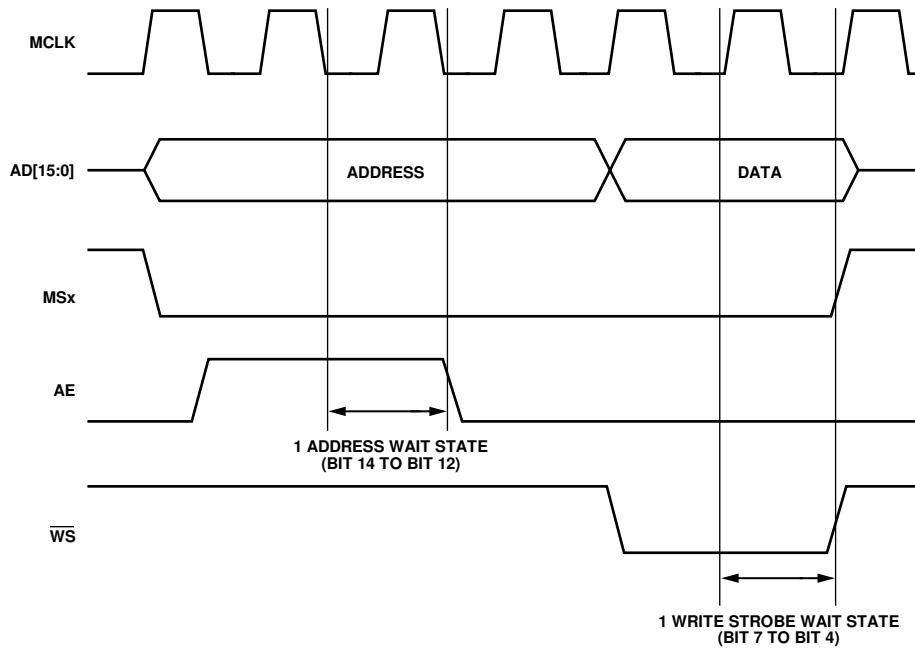 MCLK
AD[15:0]
ADDRESS
DATA
MSx
AE
1 ADDRESS WAIT STATE
(BIT 14 TO BIT 12)
WS
1 WRITE STROBE WAIT STATE
(BIT 7 TO BIT 4)